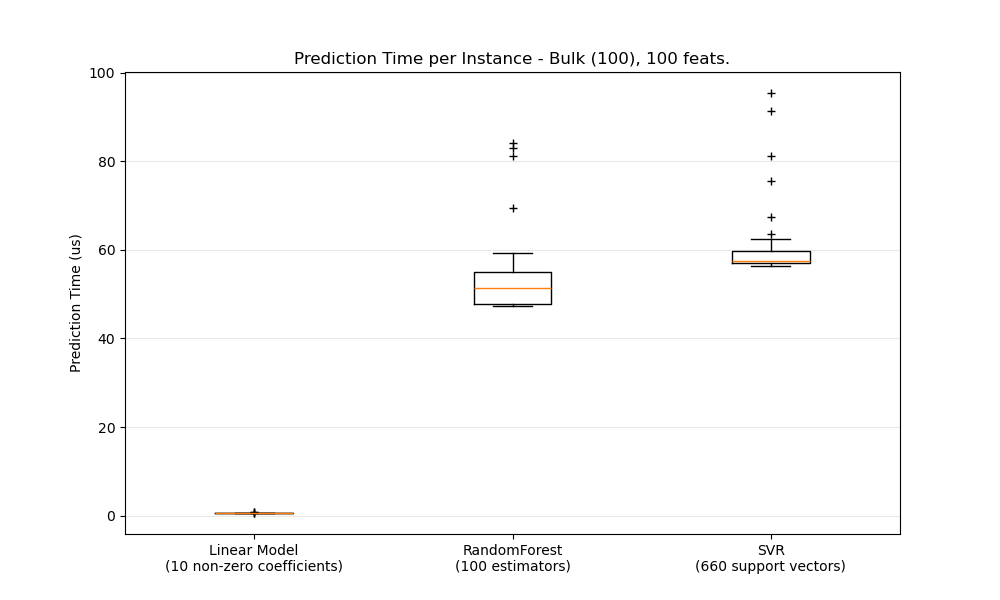 Prediction Time per Instance - Bulk (100), 100 feats.
Prediction Time (us)
100
80
60
40
20
0
Linear Model
(10 non-zero coefficients)
RandomForest
(100 estimators)
SVR
(660 support vectors)